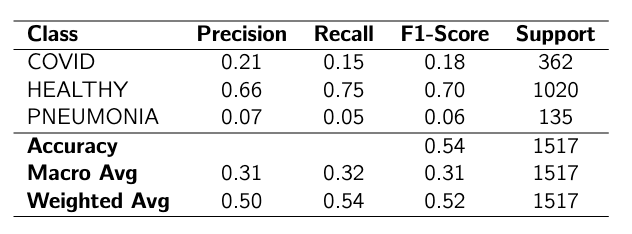 Class Precision Recall F1-Score Support
COVID 0.21 0.15 0.18 362
HEALTHY 0.66 0.75 0.70 1020
PNEUMONIA 0.07 0.05 0.06 135
Accuracy 0.54 1517
Macro Avg 0.31 0.32 0.31 1517
Weighted Avg 0.50 0.54 0.52 1517